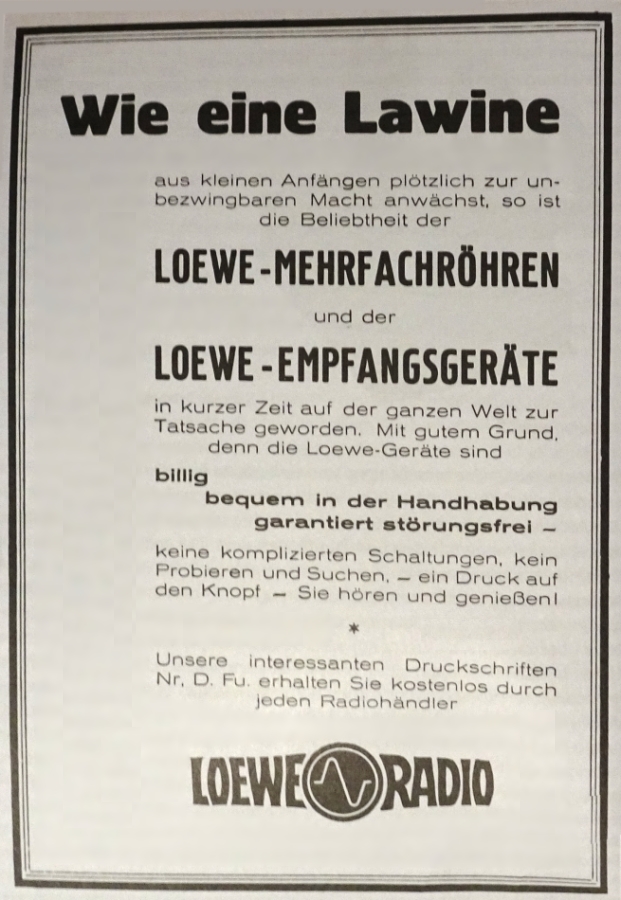 Wie eine Lawine
aus kleinen Anfängen plötzlich zur un-
bezwingbaren Macht anwächst, so ist
die Beliebtheit der
LOEWE-MEHRFACHRÖHREN
und der
LOEWE-EMPFANGSGERÄTE
in kurzer Zeit auf der ganzen Welt zur
Tatsache geworden. Mit gutem Grund,
denn die Loewe-Geräte sind
billig
bequem in der Handhabung
garantiert störungsfrei –
keine komplizierten Schaltungen, kein
Probieren und Suchen, – ein Druck auf
den Knopf – Sie hören und genießen!
*
Unsere interessanten Druckschriften
Nr. D. Fu. erhalten Sie kostenlos durch
jeden Radiohändler
LOEWE RADIO